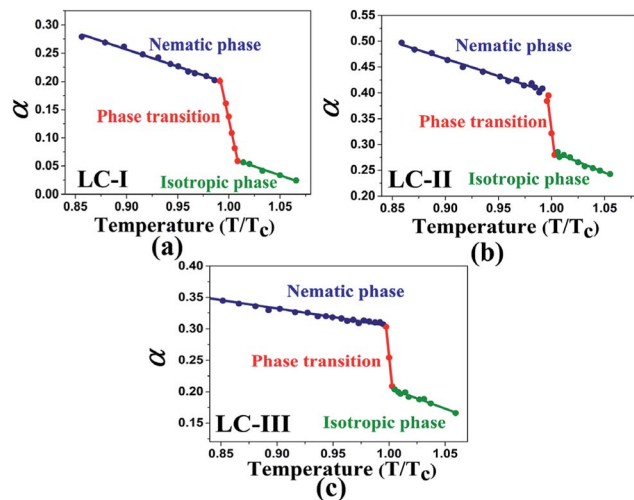 0.30
0.25
0.20
0.15
0.10
0.05
0.00
α
Nematic phase
Phase transition
Isotropic phase
LC-I
0.85 0.90 0.95 1.00 1.05
Temperature (T/TC)
(a)
0.50
0.45
0.40
0.35
0.30
0.25
0.20
α
Nematic phase
Phase transition
Isotropic phase
LC-II
0.85 0.90 0.95 1.00 1.05
Temperature (T/TC)
(b)
0.40
0.35
0.30
0.25
0.20
0.15
α
Nematic phase
Phase transition
Isotropic phase
LC-III
0.85 0.90 0.95 1.00 1.05
Temperature (T/TC)
(c)